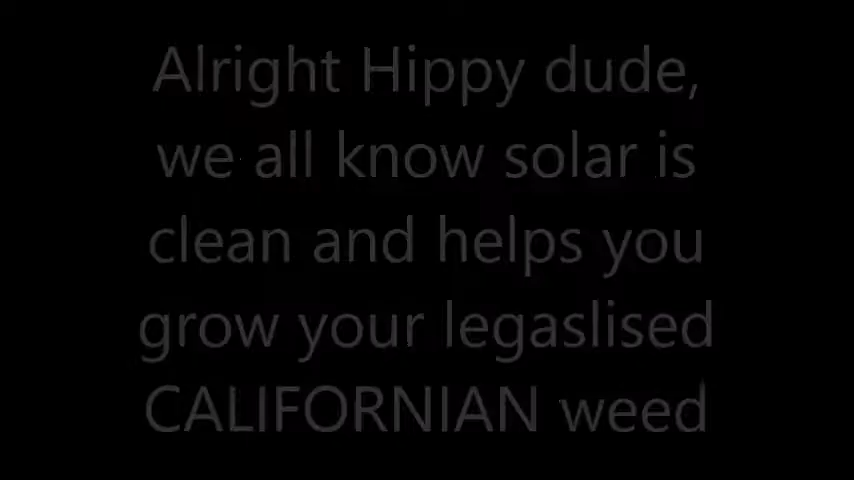 Alright Hippy dude,
we all know solar is
clean and helps you
grow your legaslised
CALIFORNIAN weed